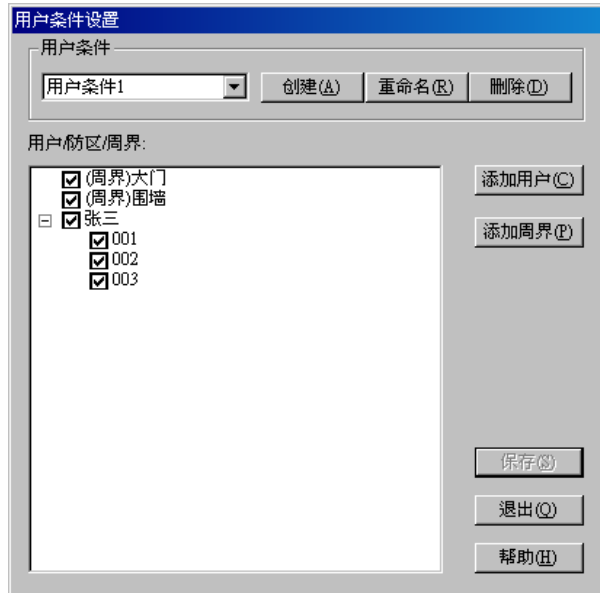 用户条件设置
用户条件
用户条件1
创建(A)
重命名(R)
删除(D)
用户/防区/周界:
(周界)大门
(周界)围墙
张三
001
002
003
添加用户(C)
添加周界(P)
保存(S)
退出(Q)
帮助(H)